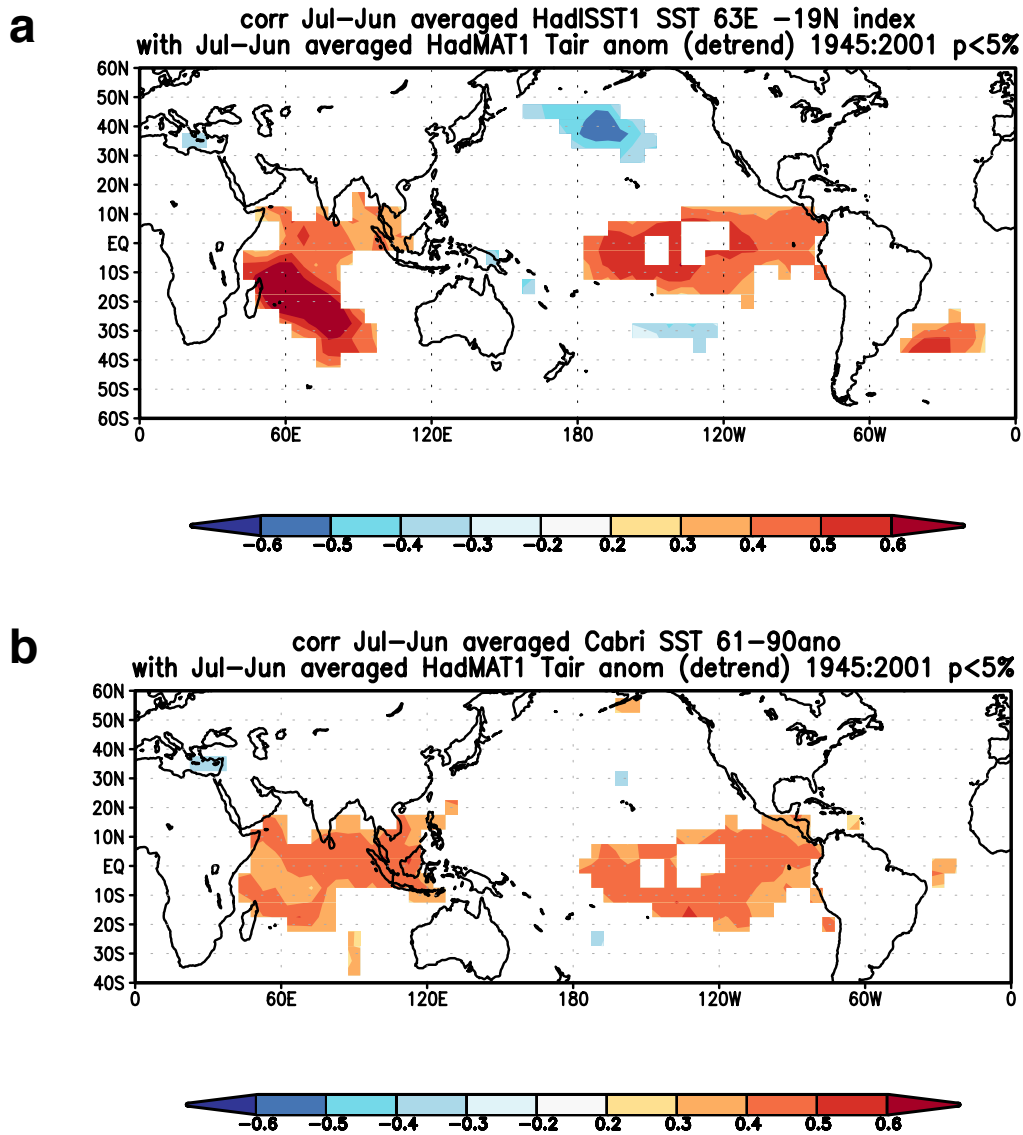 a
corr Jul-Jun averaged HadISST1 SST 63E -19N index
with Jul-Jun averaged HadMAT1 Tair anom (detrend) 1945:2001 p<5%
60N
50N
40N
30N
20N
10N
EQ
10S
20S
30S
40S
50S
60S
0 60E 120E 180 120W 60W 0
-0.6 -0.5 -0.4 -0.3 -0.2 0.2 0.3 0.4 0.5 0.6
b
corr Jul-Jun averaged Cabri SST 61-90ano
with Jul-Jun averaged HadMAT1 Tair anom (detrend) 1945:2001 p<5%
60N
50N
40N
30N
20N
10N
EQ
10S
20S
30S
40S
0 60E 120E 180 120W 60W 0
-0.6 -0.5 -0.4 -0.3 -0.2 0.2 0.3 0.4 0.5 0.6